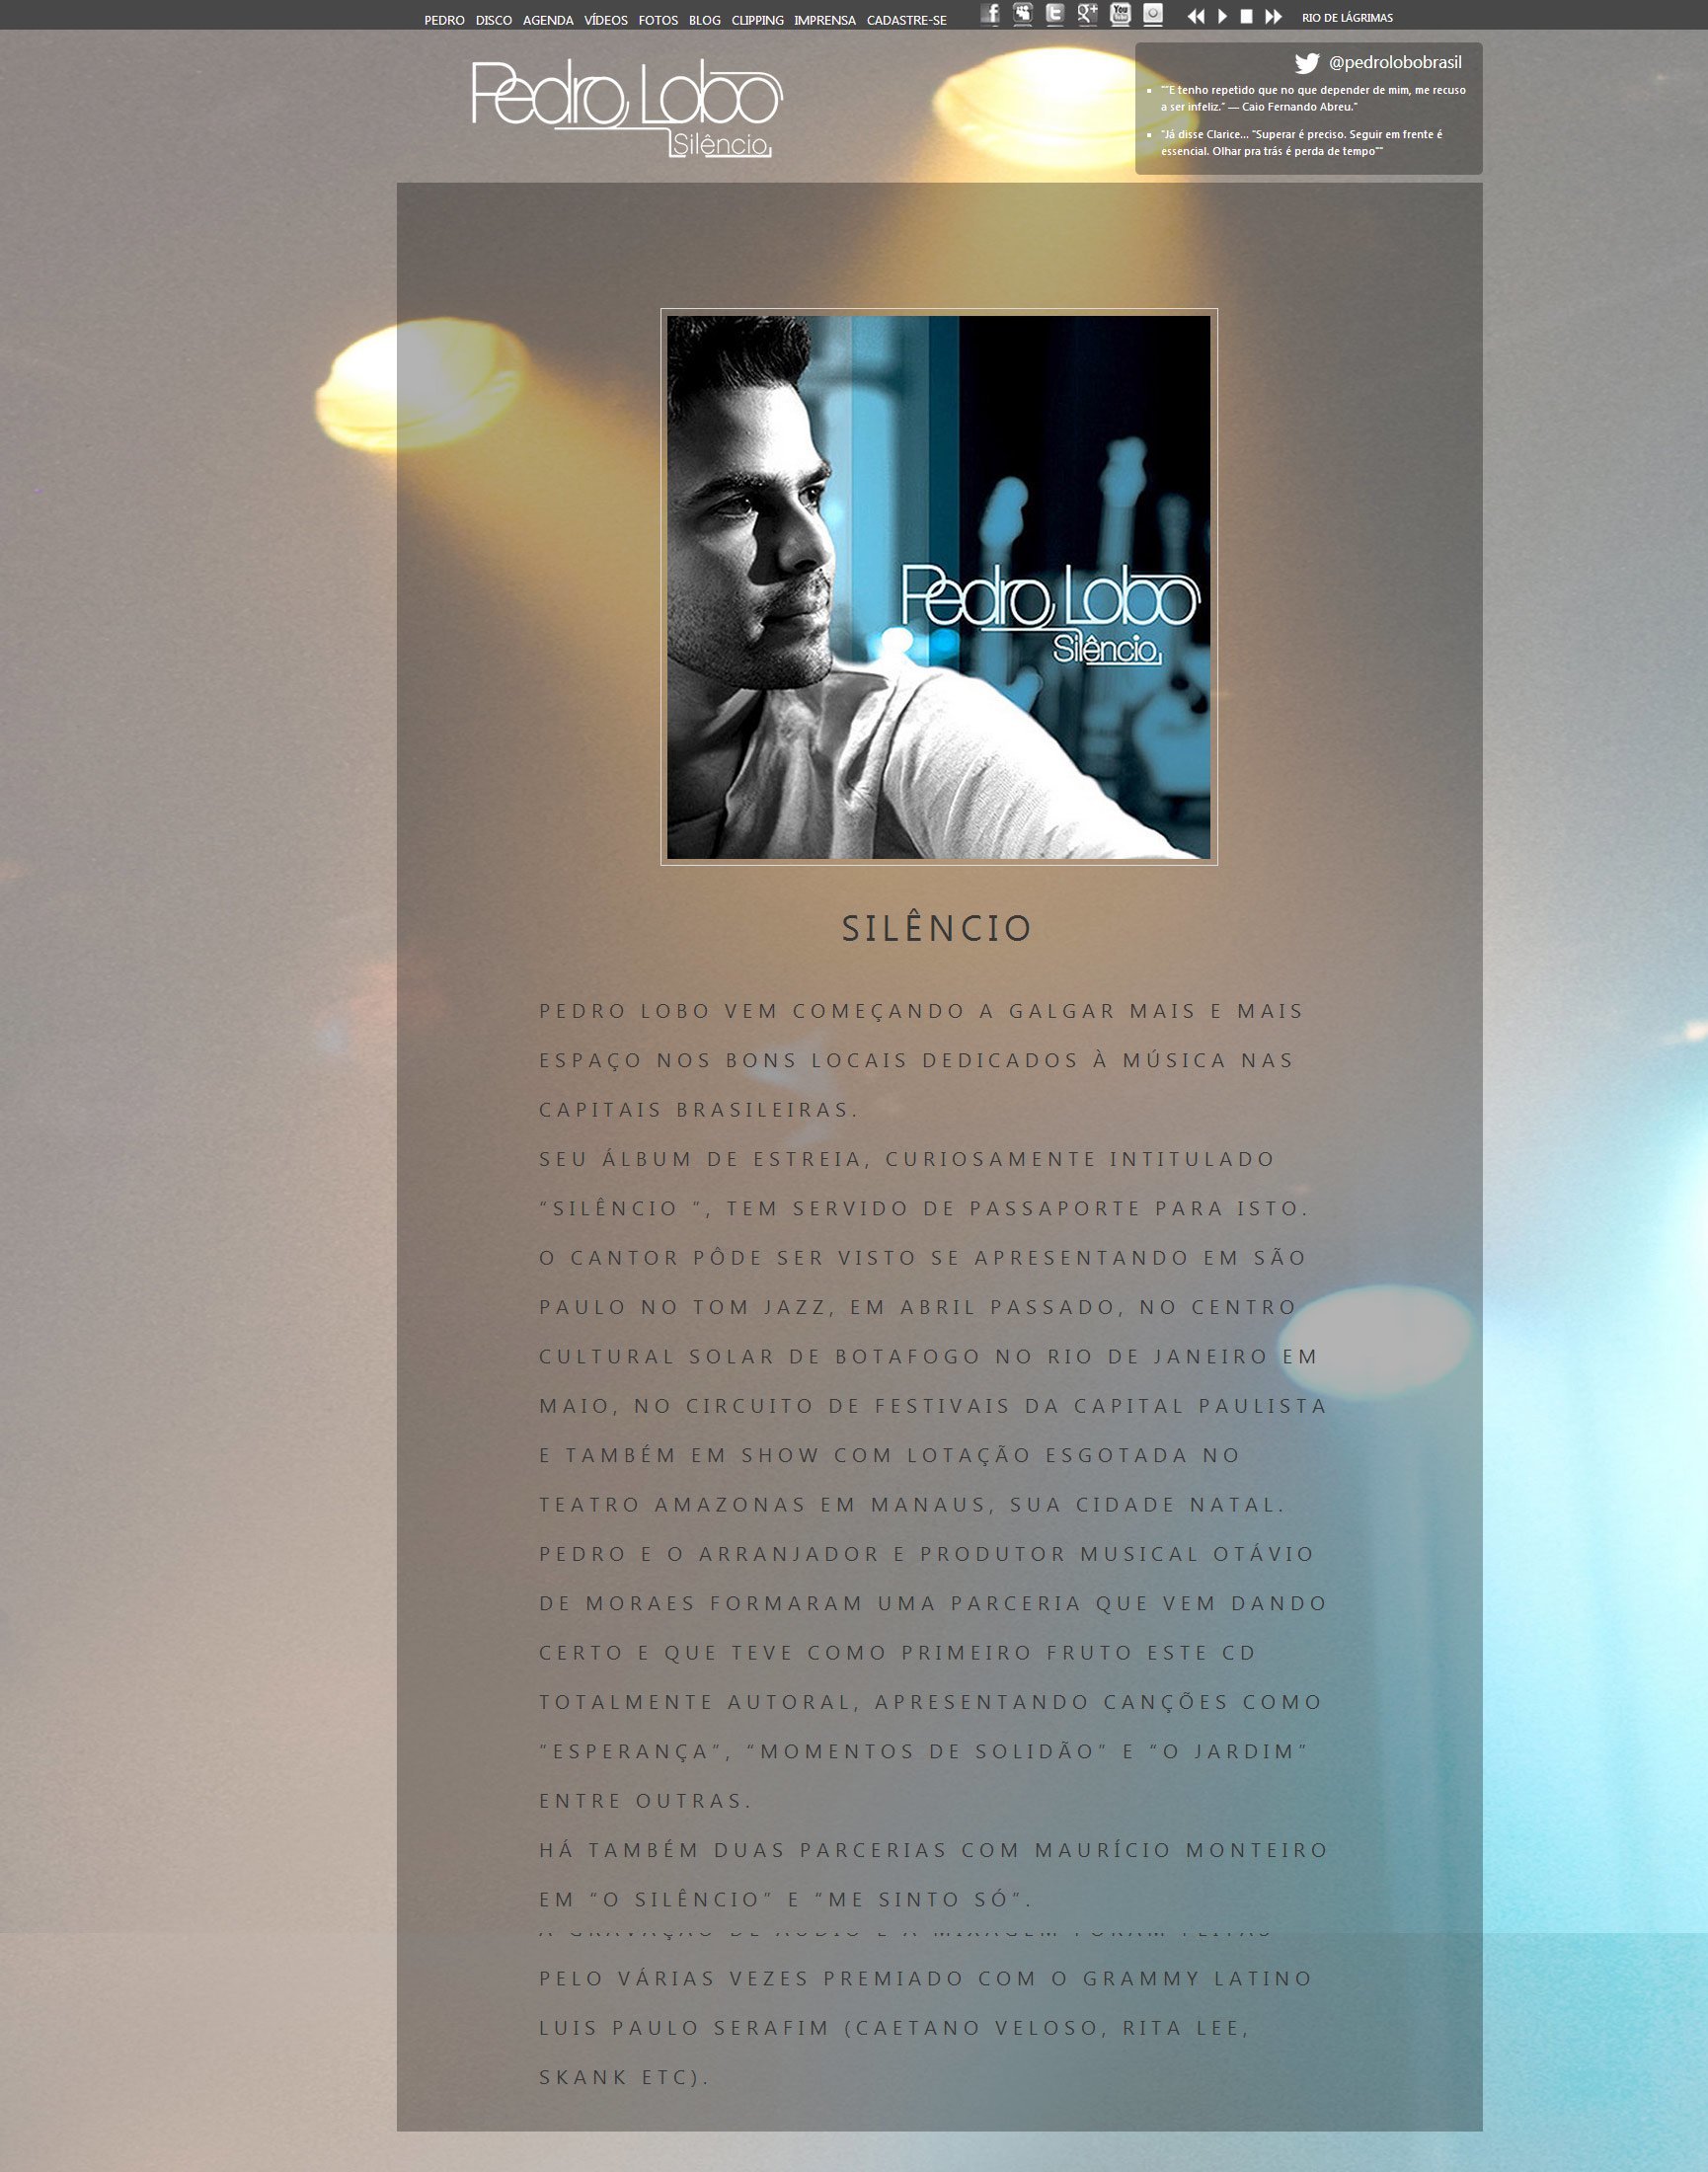 PEDRO DISCO AGENDA VÍDEOS FOTOS BLOG CLIPPING IMPRENSA CADASTRE-SE RIO DE LÁGRIMAS
Pedro Lobo
Silêncio
@pedrolobobrasil
""E tenho repetido que no que depender de mim, me recuso
a ser infeliz." — Caio Fernando Abreu."
"Já disse Clarice... "Superar é preciso. Seguir em frente é
essencial. Olhar pra trás é perda de tempo""
Pedro Lobo
Silêncio
SILÊNCIO
PEDRO LOBO VEM COMEÇANDO A GALGAR MAIS E MAIS
ESPAÇO NOS BONS LOCAIS DEDICADOS À MÚSICA NAS
CAPITAIS BRASILEIRAS.
SEU ÁLBUM DE ESTREIA, CURIOSAMENTE INTITULADO
"SILÊNCIO ", TEM SERVIDO DE PASSAPORTE PARA ISTO.
O CANTOR PÔDE SER VISTO SE APRESENTANDO EM SÃO
PAULO NO TOM JAZZ, EM ABRIL PASSADO, NO CENTRO
CULTURAL SOLAR DE BOTAFOGO NO RIO DE JANEIRO EM
MAIO, NO CIRCUITO DE FESTIVAIS DA CAPITAL PAULISTA
E TAMBÉM EM SHOW COM LOTAÇÃO ESGOTADA NO
TEATRO AMAZONAS EM MANAUS, SUA CIDADE NATAL.
PEDRO E O ARRANJADOR E PRODUTOR MUSICAL OTÁVIO
DE MORAES FORMARAM UMA PARCERIA QUE VEM DANDO
CERTO E QUE TEVE COMO PRIMEIRO FRUTO ESTE CD
TOTALMENTE AUTORAL, APRESENTANDO CANÇÕES COMO
"ESPERANÇA", "MOMENTOS DE SOLIDÃO" E "O JARDIM"
ENTRE OUTRAS.
HÁ TAMBÉM DUAS PARCERIAS COM MAURÍCIO MONTEIRO
EM "O SILÊNCIO" E "ME SINTO SÓ".
A GRAVAÇÃO DE ÁUDIO E A MIXAGEM FORAM FEITAS
PELO VÁRIAS VEZES PREMIADO COM O GRAMMY LATINO
LUIS PAULO SERAFIM (CAETANO VELOSO, RITA LEE,
SKANK ETC).